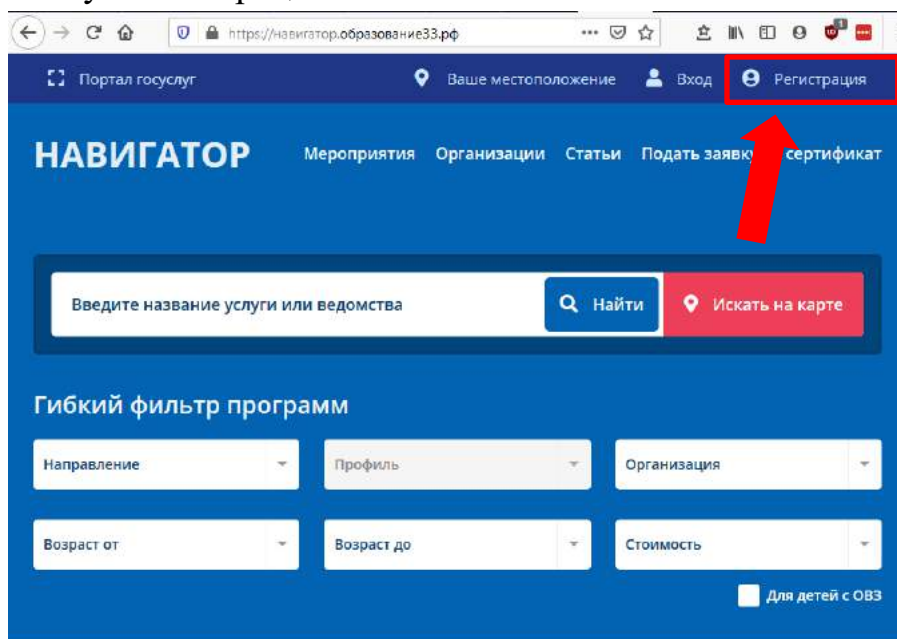 https://навигатор.образование33.рф
Портал госуслуг Ваше местоположение Вход Регистрация
НАВИГАТОР Мероприятия Организации Статьи Подать заявку сертификат
Введите название услуги или ведомства Найти Искать на карте
Гибкий фильтр программ
Направление Профиль Организация
Возраст от Возраст до Стоимость
Для детей с ОВЗ